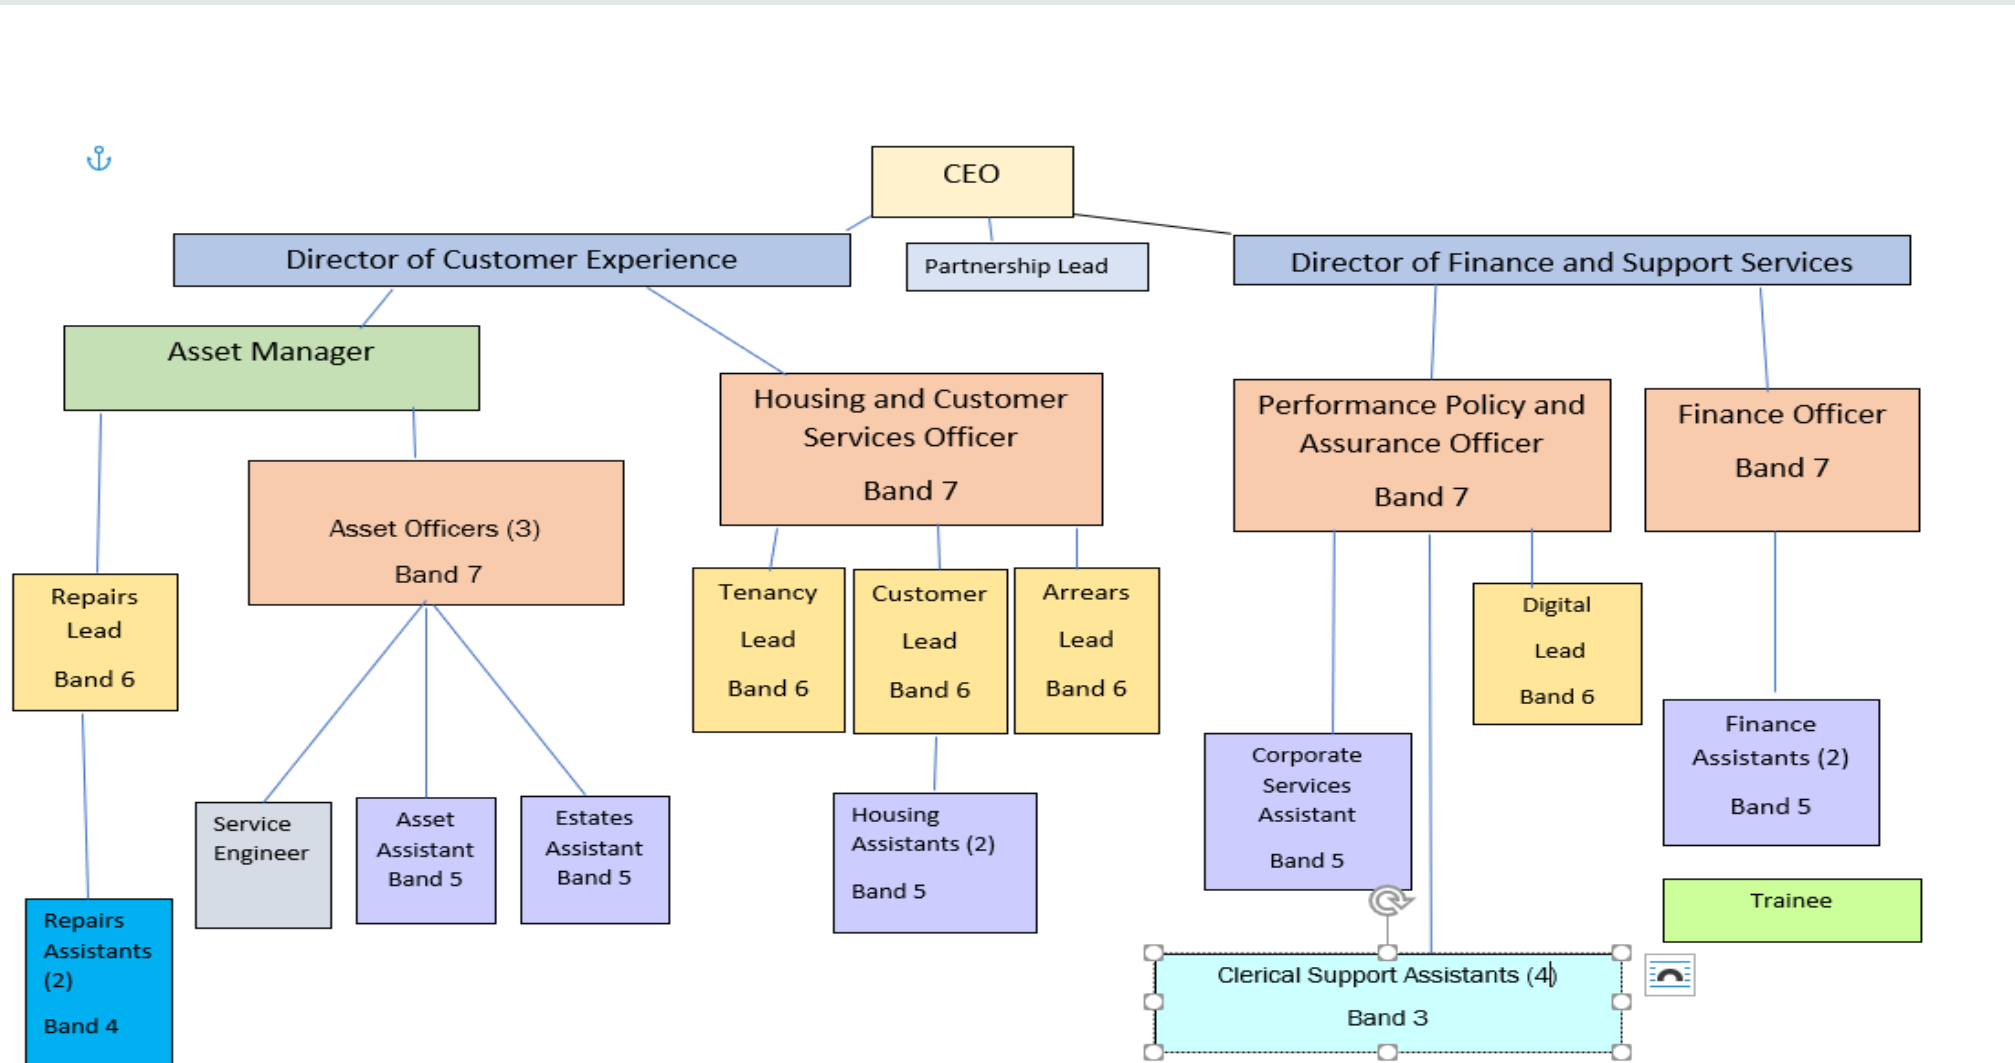 CEO
Director of Customer Experience
Partnership Lead
Director of Finance and Support Services
Asset Manager
Housing and Customer
Services Officer
Band 7
Performance Policy and
Assurance Officer
Band 7
Finance Officer
Band 7
Asset Officers (3)
Band 7
Repairs
Lead
Band 6
Tenancy
Lead
Band 6
Customer
Lead
Band 6
Arrears
Lead
Band 6
Digital
Lead
Band 6
Corporate
Services
Assistant
Band 5
Finance
Assistants (2)
Band 5
Service
Engineer
Asset
Assistant
Band 5
Estates
Assistant
Band 5
Housing
Assistants (2)
Band 5
Trainee
Repairs
Assistants
(2)
Band 4
Clerical Support Assistants (4)
Band 3